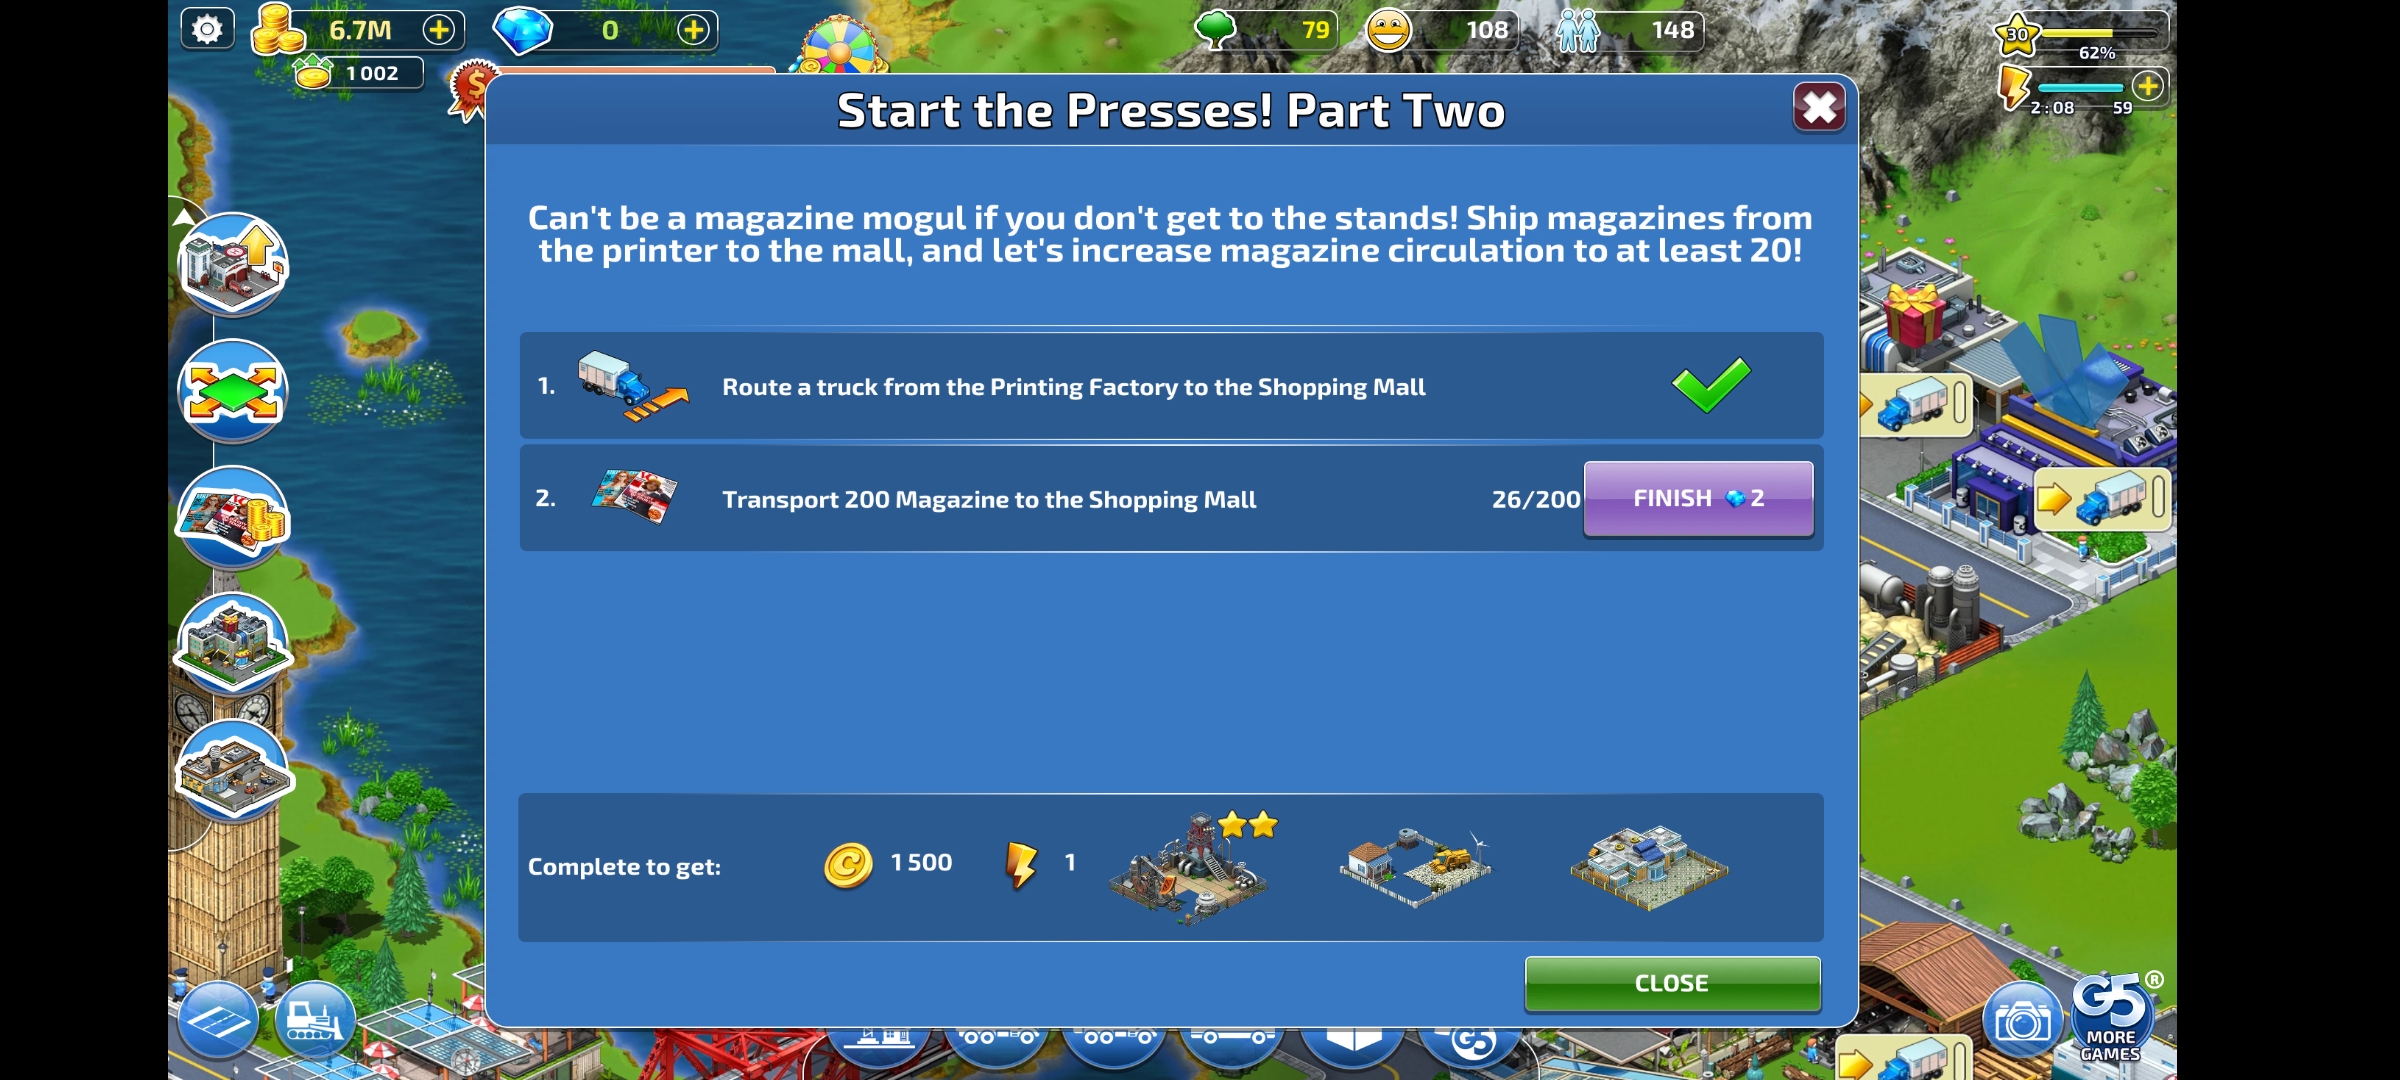 6.7M
0
79
108
148
30
62%
1 002
2:08
59
Start the Presses! Part Two
Can't be a magazine mogul if you don't get to the stands! Ship magazines from
the printer to the mall, and let's increase magazine circulation to at least 20!
1. Route a truck from the Printing Factory to the Shopping Mall
2. Transport 200 Magazine to the Shopping Mall 26/200 FINISH 2
Complete to get: 1 500 1
CLOSE
G5
G5®
MORE
GAMES